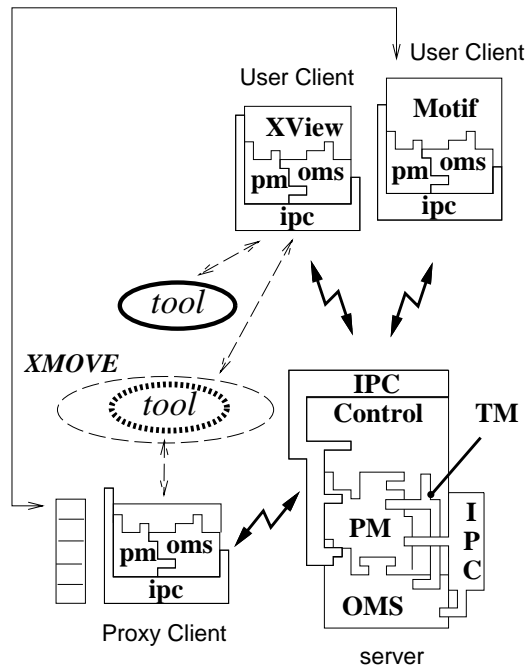 User Client
User Client
XView
pm
oms
ipc
Motif
pm
oms
ipc
tool
XMOVE
tool
IPC
Control
TM
PM
I
P
C
OMS
pm
oms
ipc
Proxy Client
server